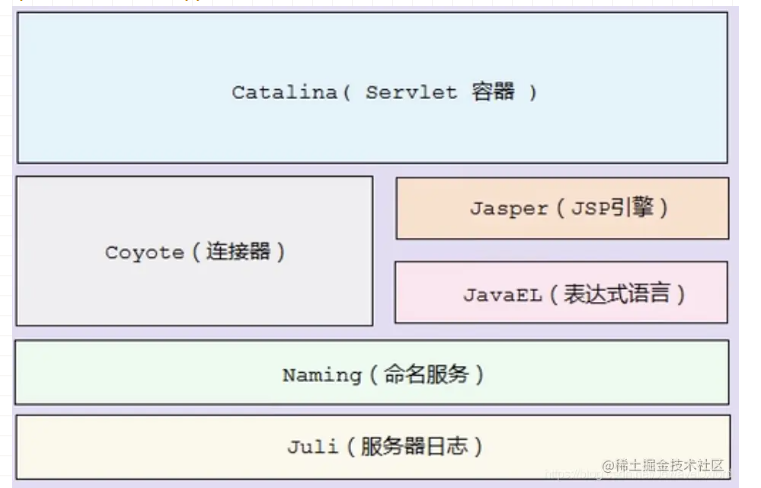 Catalina( Servlet 容器 )
Coyote(连接器)
Jasper(JSP引擎)
JavaEL(表达式语言)
Naming(命名服务)
Juli(服务器日志)
@稀土掘金技术社区